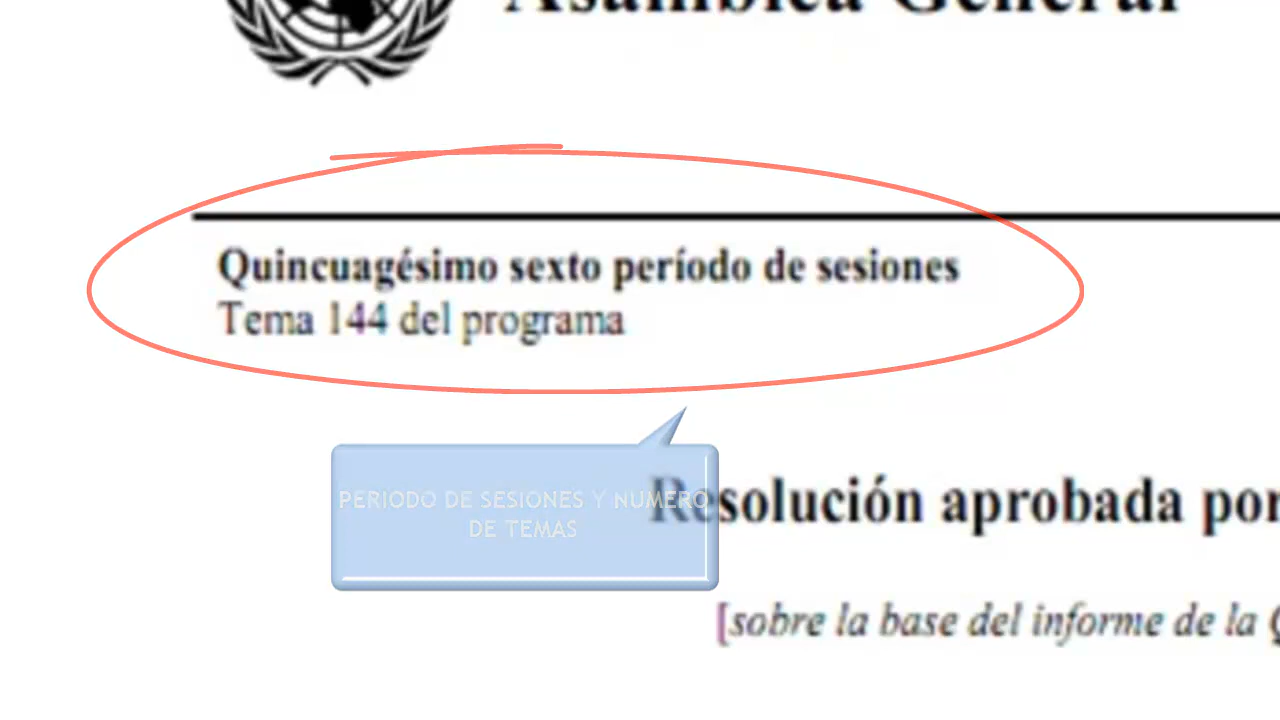 Asamblea General
Quincuagésimo sexto período de sesiones
Tema 144 del programa
PERIODO DE SESIONES Y NUMERO
DE TEMAS
Resolución aprobada por
[sobre la base del informe de la